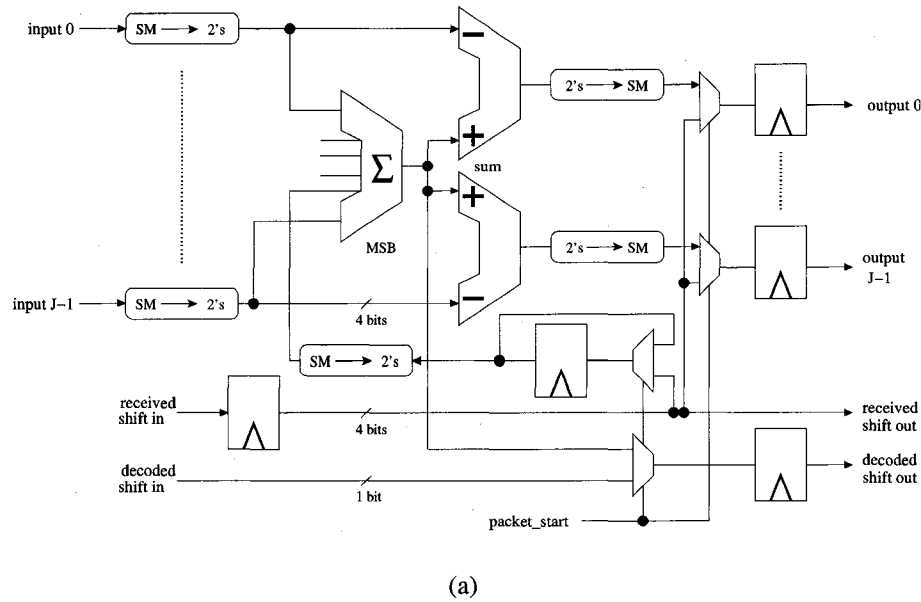 input 0
SM → 2's
2's → SM
output 0
Σ
sum
MSB
2's → SM
output
J−1
input J−1
SM → 2's
4 bits
SM → 2's
received
shift in
4 bits
received
shift out
decoded
shift in
1 bit
decoded
shift out
packet_start
(a)